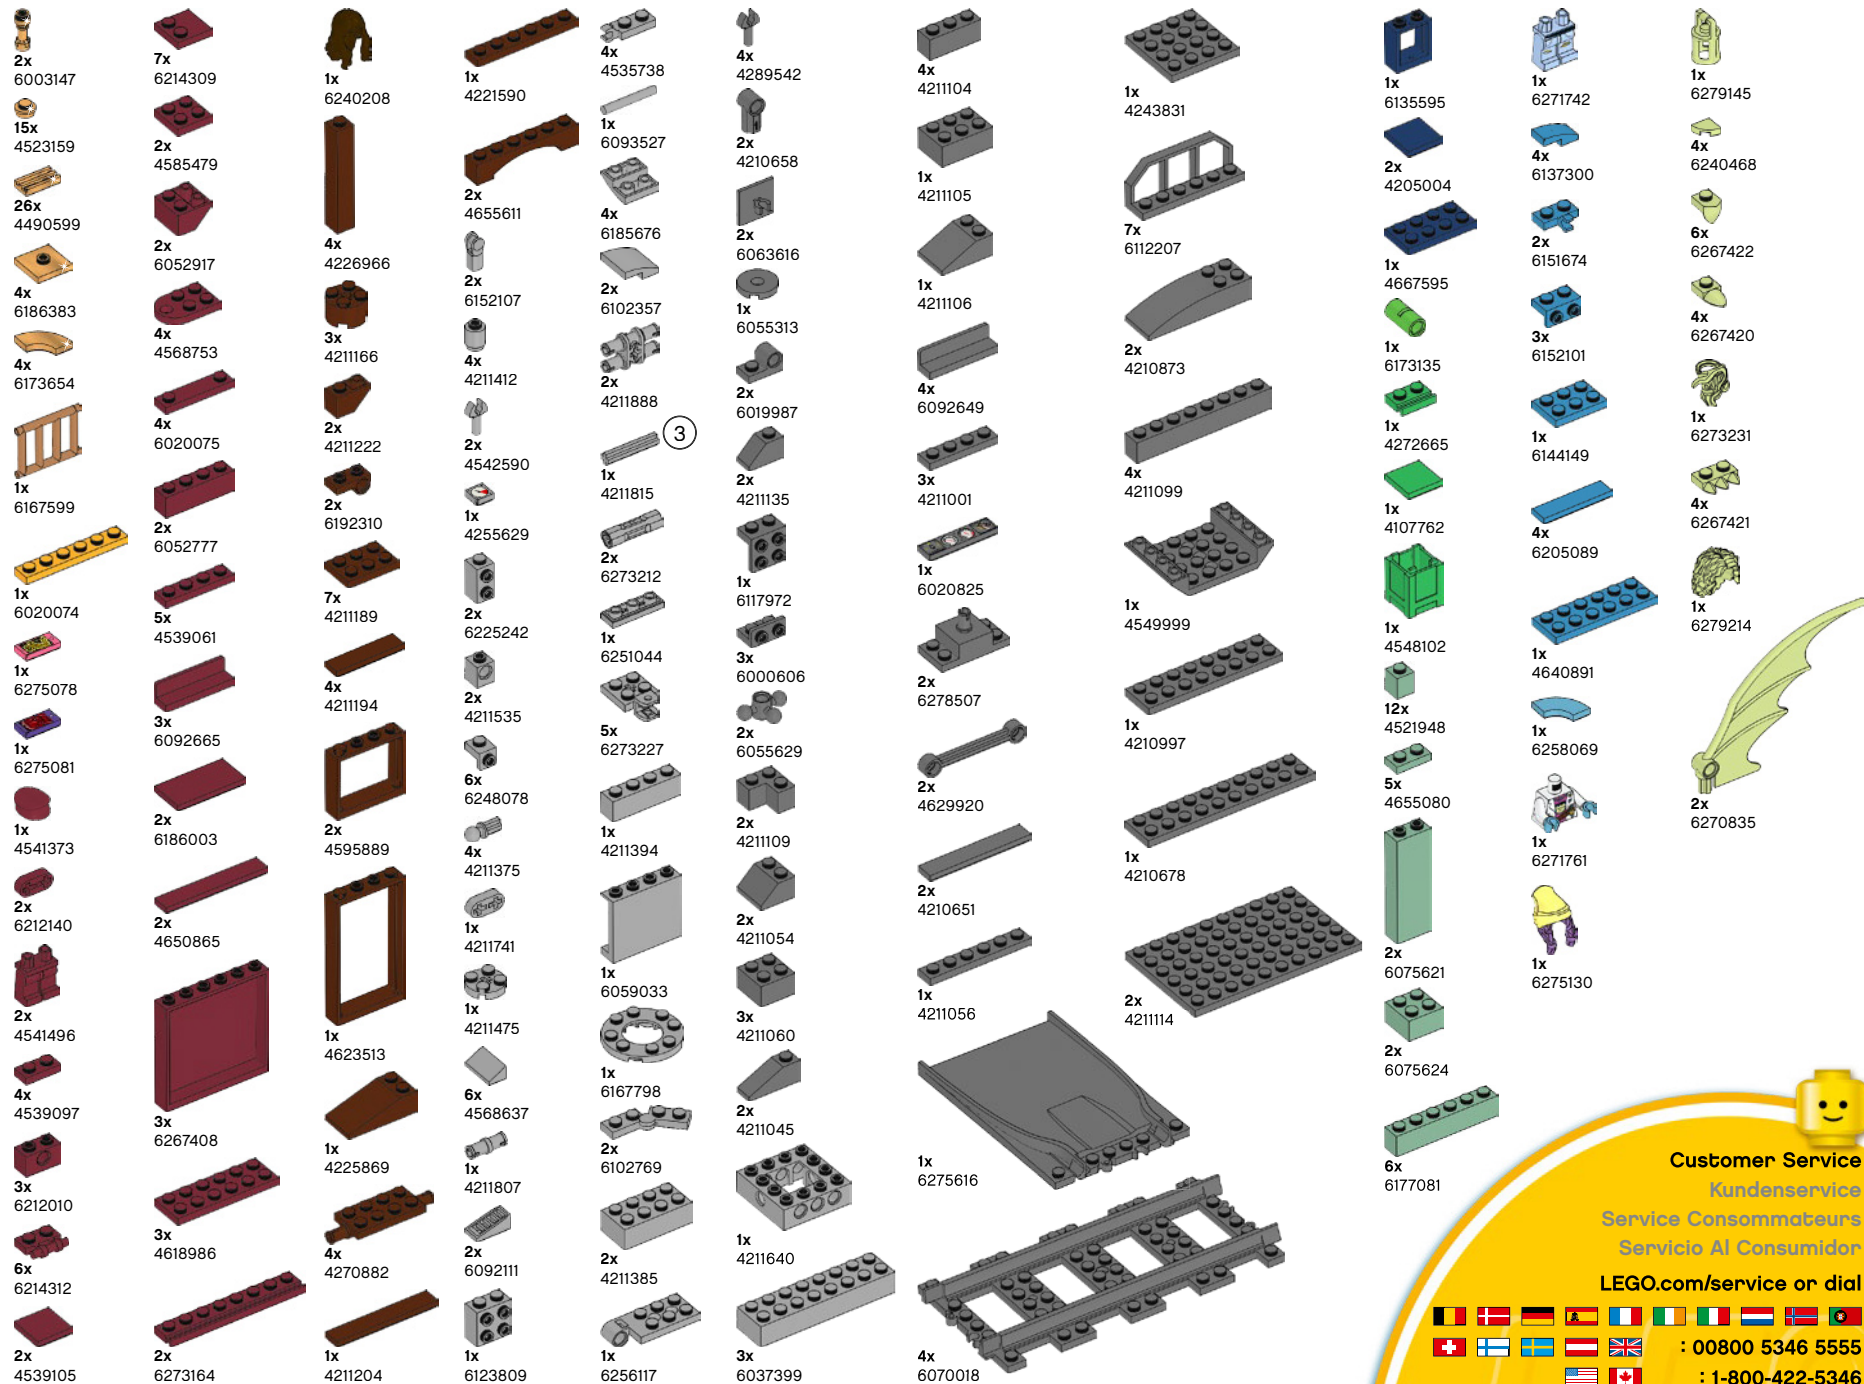 2x
6003147
15x
4523159
26x
4490599
4x
6186383
4x
6173654
1x
6167599
1x
6020074
1x
6275078
1x
6275081
1x
4541373
2x
6212140
2x
4541496
4x
4539097
3x
6212010
6x
6214312
2x
4539105
7x
6214309
2x
4585479
2x
6052917
4x
4568753
4x
6020075
2x
6052777
5x
4539061
3x
6092665
2x
6186003
2x
4650865
3x
6267408
3x
4618986
2x
6273164
1x
6240208
4x
4226966
3x
4211166
2x
4211222
2x
6192310
7x
4211189
4x
4211194
2x
4595889
1x
4623513
1x
4225869
4x
4270882
1x
4211204
1x
4221590
2x
4655611
2x
6152107
4x
4211412
2x
4542590
1x
4255629
2x
6225242
2x
4211535
6x
6248078
4x
4211375
1x
4211741
1x
4211475
6x
4568637
1x
4211807
2x
6092111
1x
6123809
4x
4535738
1x
6093527
4x
6185676
2x
6102357
2x
4211888
3
1x
4211815
2x
6273212
1x
6251044
5x
6273227
1x
4211394
1x
6059033
1x
6167798
2x
6102769
2x
4211385
1x
6256117
4x
4289542
2x
4210658
2x
6063616
1x
6055313
2x
6019987
2x
4211135
1x
6117972
3x
6000606
2x
6055629
2x
4211109
2x
4211054
3x
4211060
2x
4211045
1x
4211640
3x
6037399
4x
4211104
1x
4211105
1x
4211106
4x
6092649
3x
4211001
1x
6020825
2x
6278507
2x
4629920
2x
4210651
1x
4211056
1x
6275616
4x
6070018
1x
4243831
7x
6112207
2x
4210873
4x
4211099
1x
4549999
1x
4210997
1x
4210678
2x
4211114
1x
6135595
2x
4205004
1x
4667595
1x
6173135
1x
4272665
1x
4107762
1x
4548102
12x
4521948
5x
4655080
2x
6075621
2x
6075624
6x
6177081
1x
6271742
4x
6137300
2x
6151674
3x
6152101
1x
6144149
4x
6205089
1x
4640891
1x
6258069
1x
6271761
1x
6275130
1x
6279145
4x
6240468
6x
6267422
4x
6267420
1x
6273231
4x
6267421
1x
6279214
2x
6270835
Customer Service
Kundenservice
Service Consommateurs
Servicio Al Consumidor
LEGO.com/service or dial
: 00800 5346 5555
: 1-800-422-5346